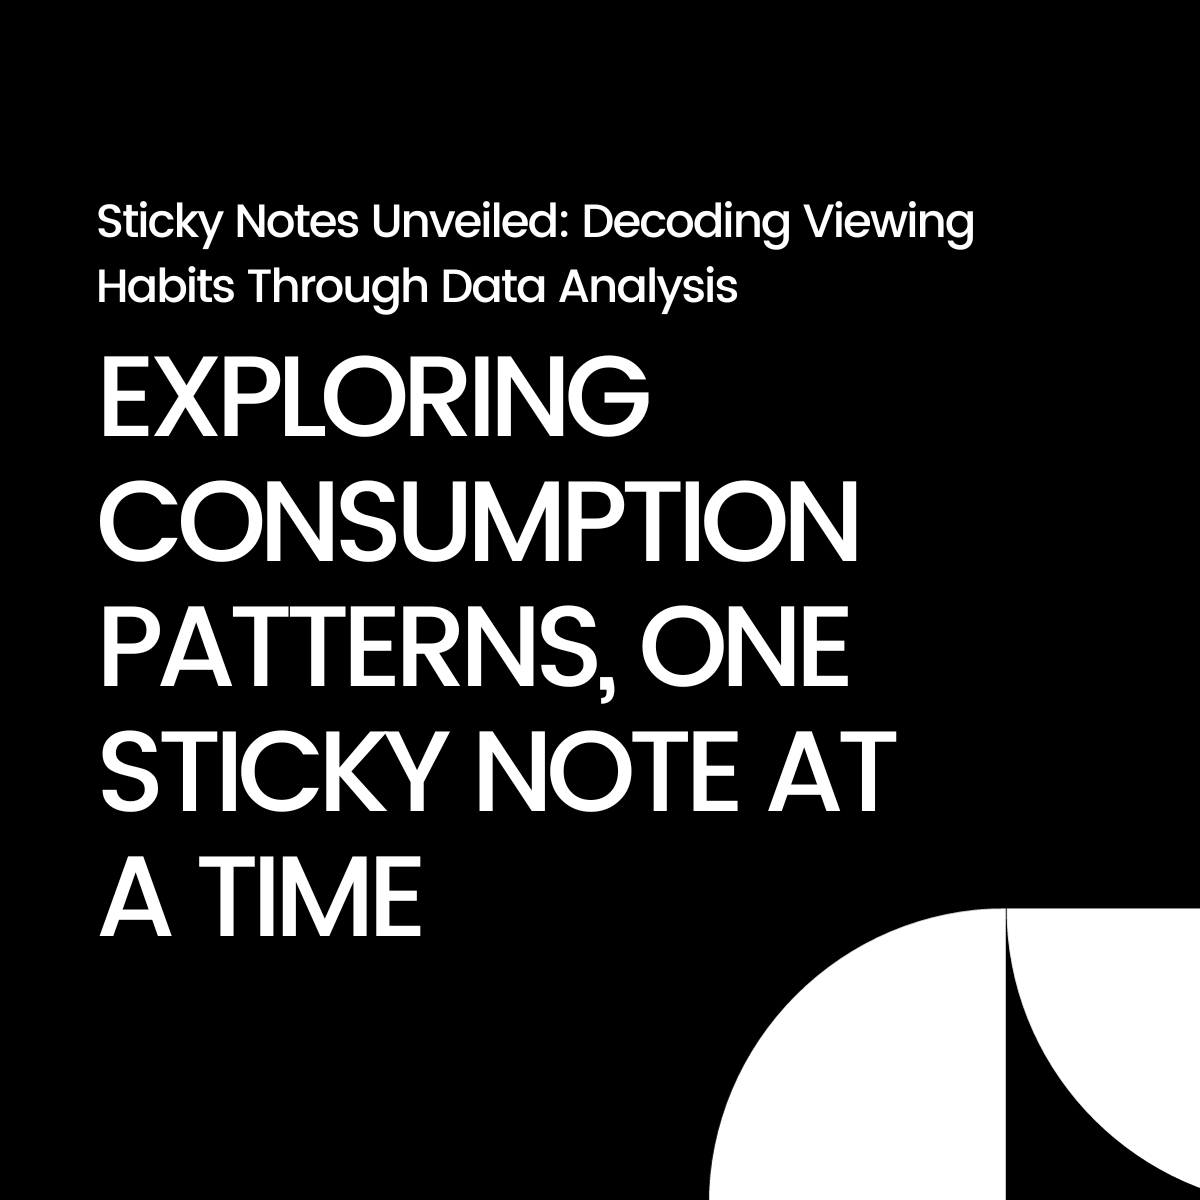 Sticky Notes Unveiled: Decoding Viewing
Habits Through Data Analysis
EXPLORING
CONSUMPTION
PATTERNS, ONE
STICKY NOTE AT
A TIME